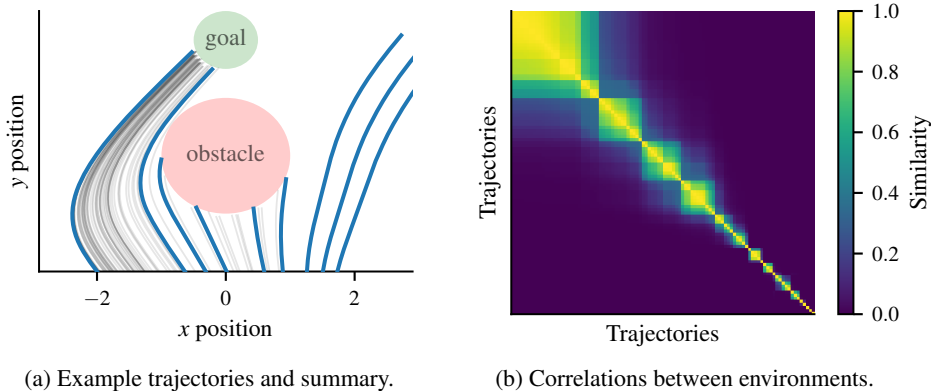 goal
obstacle
y position
−2
0
2
x position
(a) Example trajectories and summary.
Trajectories
Trajectories
1.0
0.8
0.6
0.4
0.2
0.0
Similarity
(b) Correlations between environments.